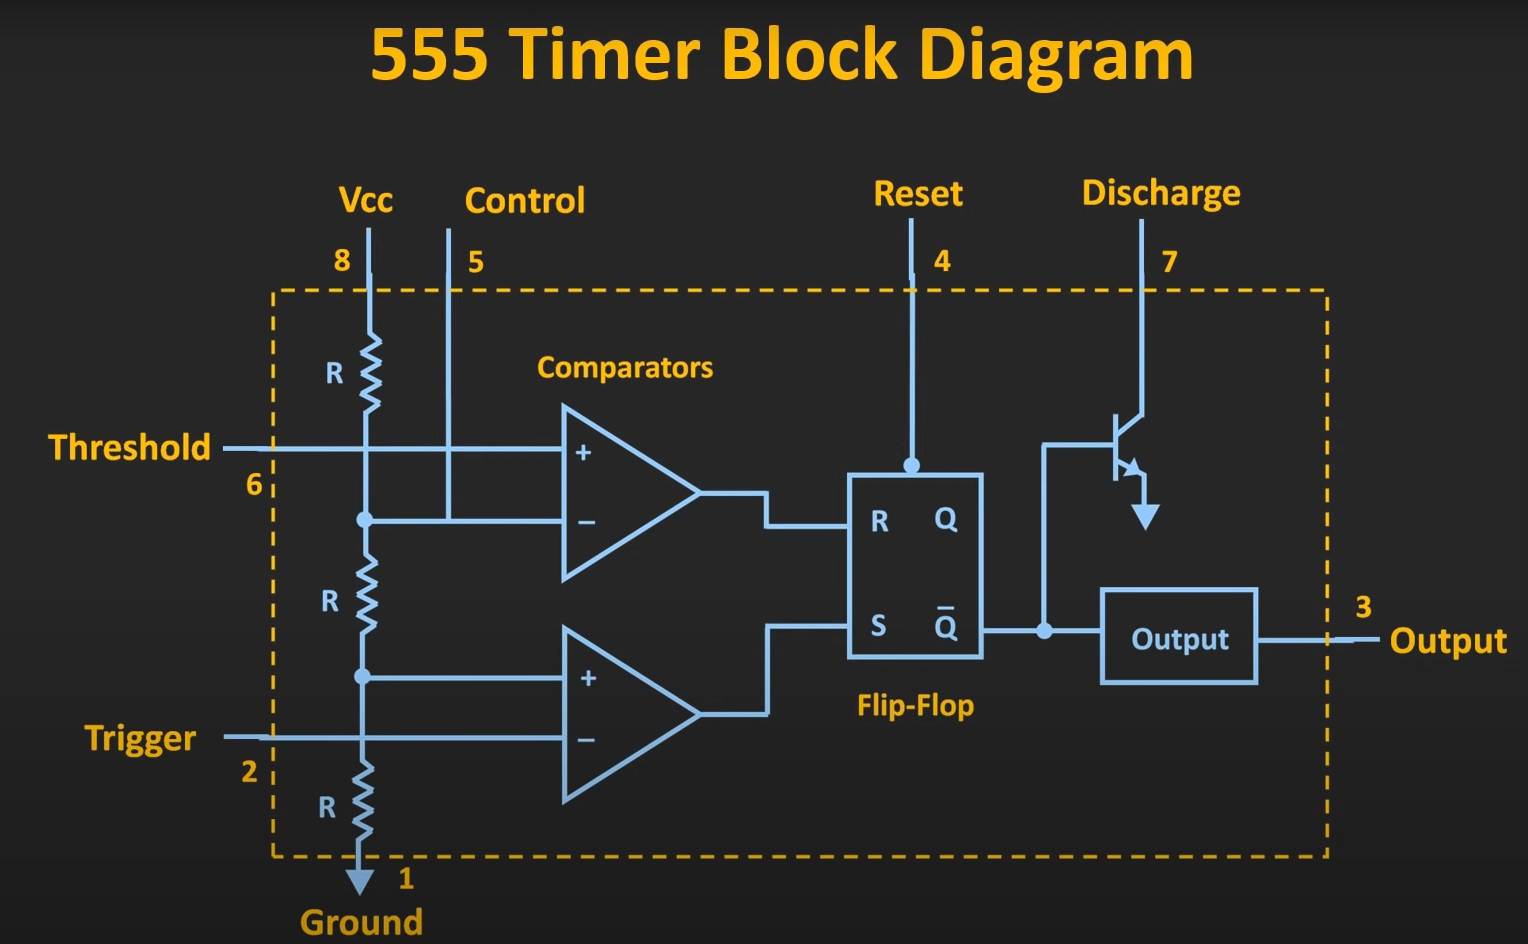 555 Timer Block Diagram
Vcc
Control
Reset
Discharge
8
5
4
7
R
Comparators
Threshold
6
+
−
R Q
R
S Q̅
Output
3
Output
+
−
Flip-Flop
Trigger
2
R
1
Ground